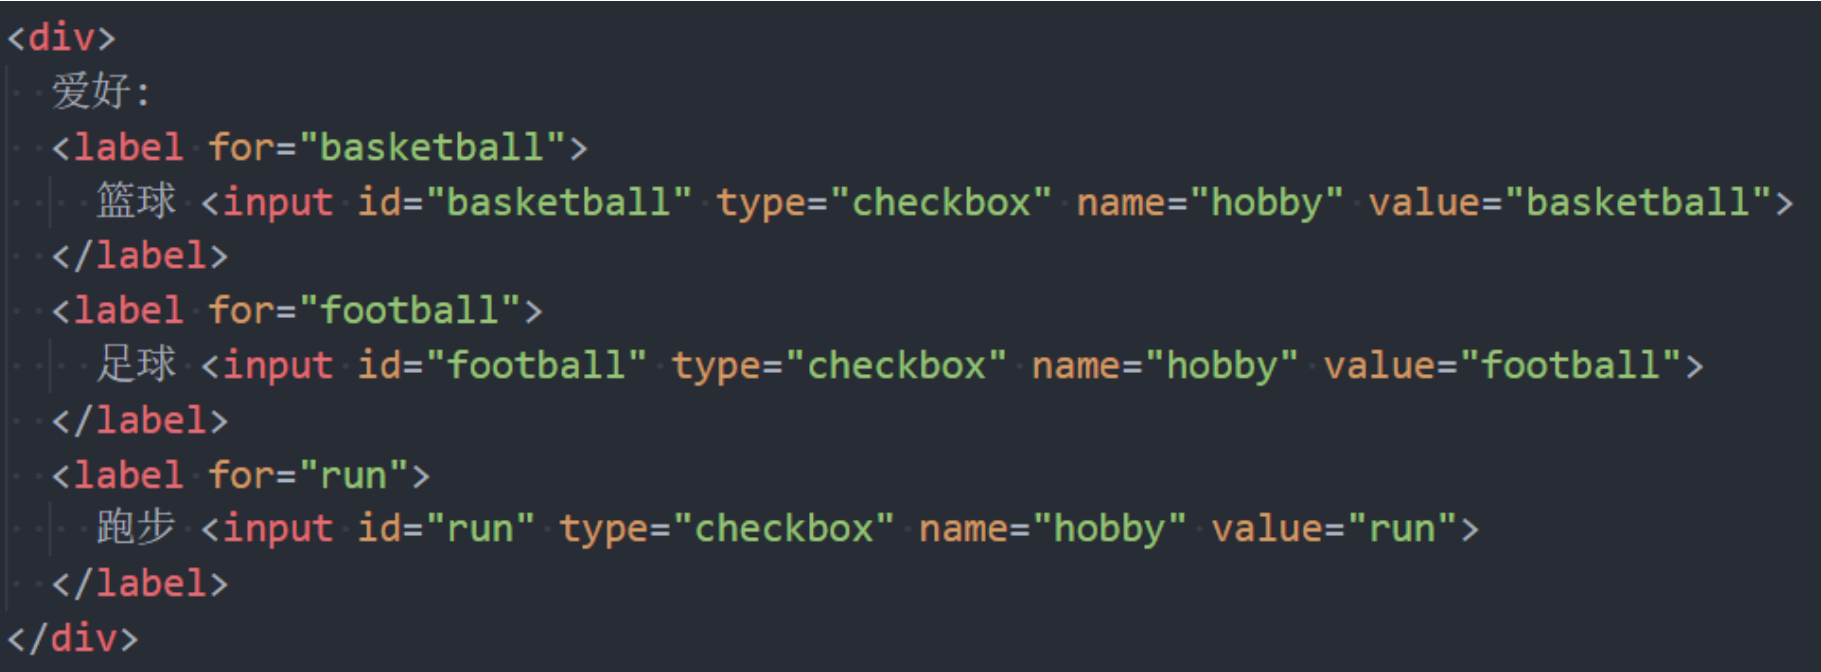 <div>
爱好:
<label for="basketball">
篮球 <input id="basketball" type="checkbox" name="hobby" value="basketball">
</label>
<label for="football">
足球 <input id="football" type="checkbox" name="hobby" value="football">
</label>
<label for="run">
跑步 <input id="run" type="checkbox" name="hobby" value="run">
</label>
</div>